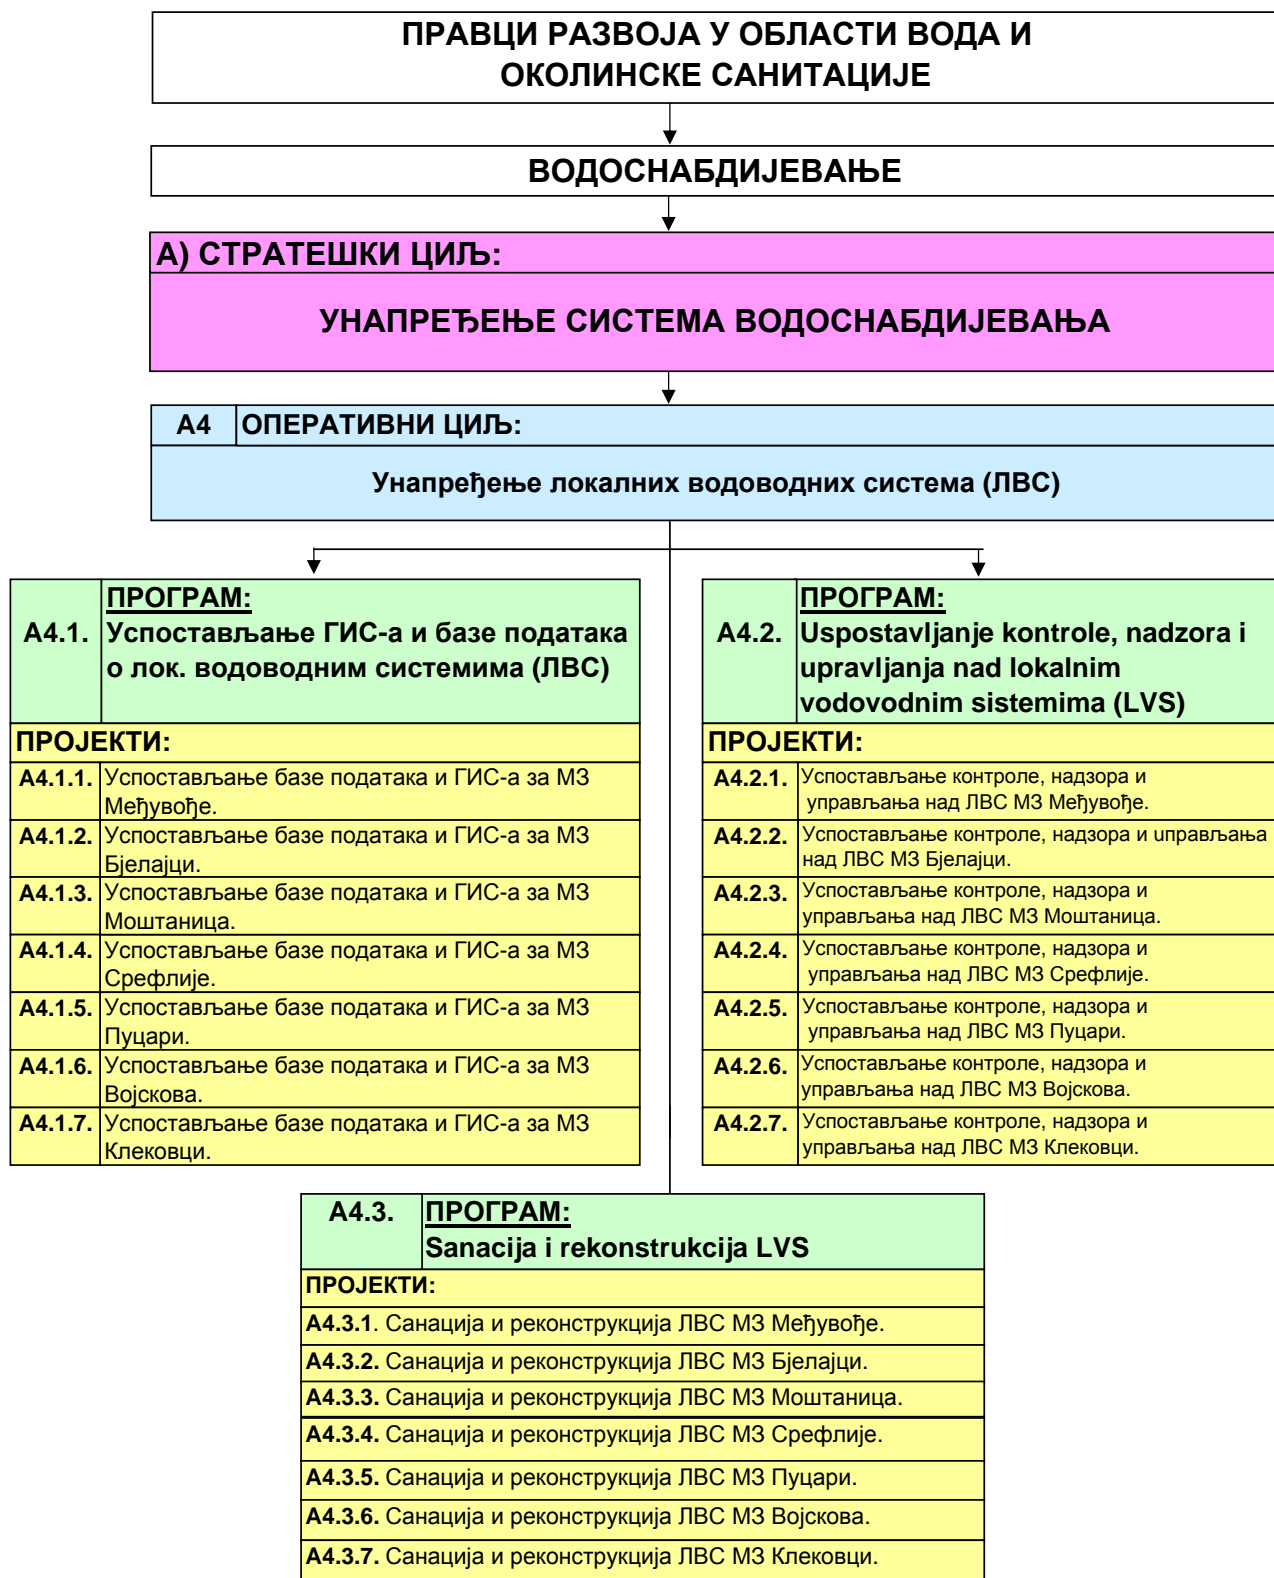 ПРАВЦИ РАЗВОЈА У ОБЛАСТИ ВОДА И
ОКОЛИНСКЕ САНИТАЦИЈЕ
ВОДОСНАБДИЈЕВАЊЕ
А) СТРАТЕШКИ ЦИЉ:
УНАПРЕЂЕЊЕ СИСТЕМА ВОДОСНАБДИЈЕВАЊА
А4 ОПЕРАТИВНИ ЦИЉ:
Унапређење локалних водоводних система (ЛВС)
А4.1. ПРОГРАМ:
Успостављање ГИС-а и базе података
о лок. водоводним системима (ЛВС)
ПРОЈЕКТИ:
А4.1.1. Успостављање базе података и ГИС-а за МЗ
Међувође.
А4.1.2. Успостављање базе података и ГИС-а за МЗ
Бјелајци.
А4.1.3. Успостављање базе података и ГИС-а за МЗ
Моштаница.
А4.1.4. Успостављање базе података и ГИС-а за МЗ
Срефлије.
А4.1.5. Успостављање базе података и ГИС-а за МЗ
Пуцари.
А4.1.6. Успостављање базе података и ГИС-а за МЗ
Војскова.
А4.1.7. Успостављање базе података и ГИС-а за МЗ
Клековци.
А4.2. ПРОГРАМ:
Uspostavljanje kontrole, nadzora i
upravljanja nad lokalnim
vodovodnim sistemima (LVS)
ПРОЈЕКТИ:
А4.2.1. Успостављање контроле, надзора и
управљања над ЛВС МЗ Међувође.
А4.2.2. Успостављање контроле, надзора и uправљања
над ЛВС МЗ Бјелајци.
А4.2.3. Успостављање контроле, надзора и
управљања над ЛВС МЗ Моштаница.
А4.2.4. Успостављање контроле, надзора и
управљања над ЛВС МЗ Срефлије.
А4.2.5. Успостављање контроле, надзора и
управљања над ЛВС МЗ Пуцари.
А4.2.6. Успостављање контроле, надзора и
управљања над ЛВС МЗ Војскова.
А4.2.7. Успостављање контроле, надзора и
управљања над ЛВС МЗ Клековци.
А4.3. ПРОГРАМ:
Sanacija i rekonstrukcija LVS
ПРОЈЕКТИ:
А4.3.1. Санација и реконструкција ЛВС МЗ Међувође.
А4.3.2. Санација и реконструкција ЛВС МЗ Бјелајци.
А4.3.3. Санација и реконструкција ЛВС МЗ Моштаница.
А4.3.4. Санација и реконструкција ЛВС МЗ Срефлије.
А4.3.5. Санација и реконструкција ЛВС МЗ Пуцари.
А4.3.6. Санација и реконструкција ЛВС МЗ Војскова.
А4.3.7. Санација и реконструкција ЛВС МЗ Клековци.